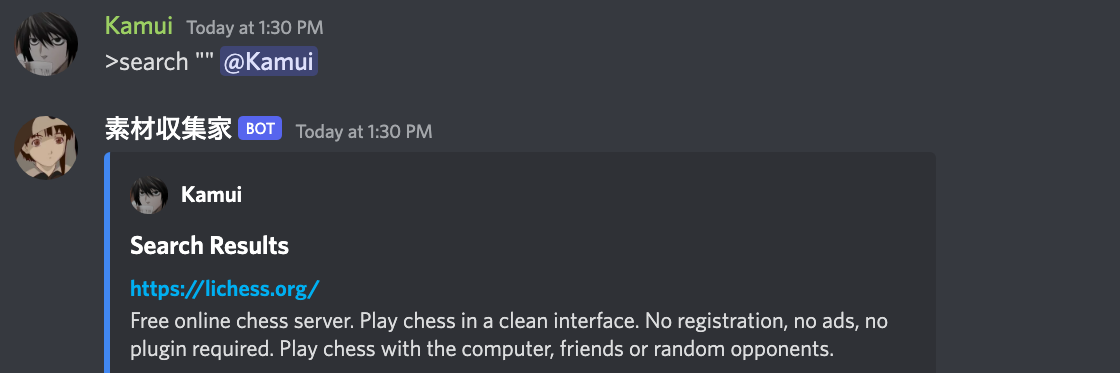 Kamui Today at 1:30 PM
>search "" @Kamui
素材収集家 BOT Today at 1:30 PM
Kamui
Search Results
https://lichess.org/
Free online chess server. Play chess in a clean interface. No registration, no ads, no
plugin required. Play chess with the computer, friends or random opponents.